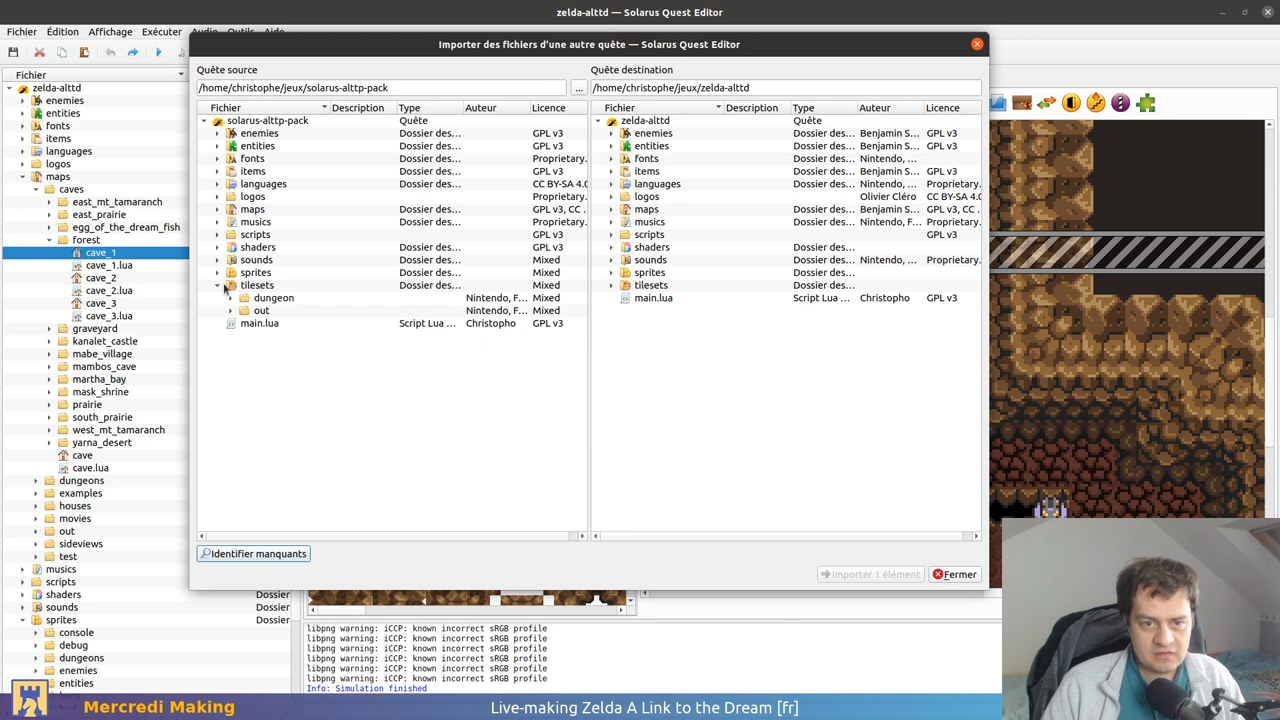 zelda-alttd — Solarus Quest Editor
Fichier Édition Affichage Exécuter Audio Outils Aide
Importer des fichiers d'une autre quête — Solarus Quest Editor
Quête source
/home/christophe/jeux/solarus-alttp-pack ...
Fichier Description Type Auteur Licence
solarus-alttp-pack Quête
enemies Dossier des... GPL v3
entities Dossier des... GPL v3
fonts Dossier des... Proprietary.
items Dossier des... GPL v3
languages Dossier des... CC BY-SA 4.0
logos Proprietary.
maps Dossier des... GPL v3, CC .
musics Dossier des... Proprietary.
scripts GPL v3
shaders Dossier des... GPL v3
sounds Dossier des... Mixed
sprites Dossier des... Mixed
tilesets Dossier des... Mixed
dungeon Nintendo, F... Mixed
out Nintendo, F... Mixed
main.lua Script Lua ... Christopho GPL v3
Identifier manquants
Quête destination
/home/christophe/jeux/zelda-alttd
Fichier Description Type Auteur Licence
zelda-alttd Quête
enemies Dossier des... Benjamin S... GPL v3
entities Dossier des... Benjamin S... GPL v3
fonts Dossier des... Nintendo, ...
items Dossier des... Benjamin S... GPL v3
languages Dossier des... Nintendo, ... Proprietary.
logos Olivier Cléro CC BY-SA 4.0
maps Dossier des... Benjamin S... GPL v3
musics Dossier des... Nintendo, ... Proprietary.
scripts GPL v3
shaders Dossier des... GPL v3
sounds Dossier des... Nintendo, ... Proprietary.
sprites Dossier des...
tilesets Dossier des...
main.lua Script Lua ... Christopho GPL v3
Importer 1 élément
Fermer
Fichier
zelda-alttd
enemies
entities
fonts
items
languages
logos
maps
caves
east_mt_tamaranch
east_prairie
egg_of_the_dream_fish
forest
cave_1
cave_1.lua
cave_2
cave_2.lua
cave_3
cave_3.lua
graveyard
kanalet_castle
mabe_village
mambos_cave
martha_bay
mask_shrine
prairie
south_prairie
west_mt_tamaranch
yarna_desert
cave
cave.lua
dungeons
examples
houses
movies
out
sideviews
test
musics
scripts
shaders Dossier
sounds Dossier
sprites Dossier
console
debug
dungeons
enemies
entities
libpng warning: iCCP: known incorrect sRGB profile
libpng warning: iCCP: known incorrect sRGB profile
libpng warning: iCCP: known incorrect sRGB profile
libpng warning: iCCP: known incorrect sRGB profile
libpng warning: iCCP: known incorrect sRGB profile
libpng warning: iCCP: known incorrect sRGB profile
Info: Simulation finished
Mercredi Making
Live-making Zelda A Link to the Dream [fr]